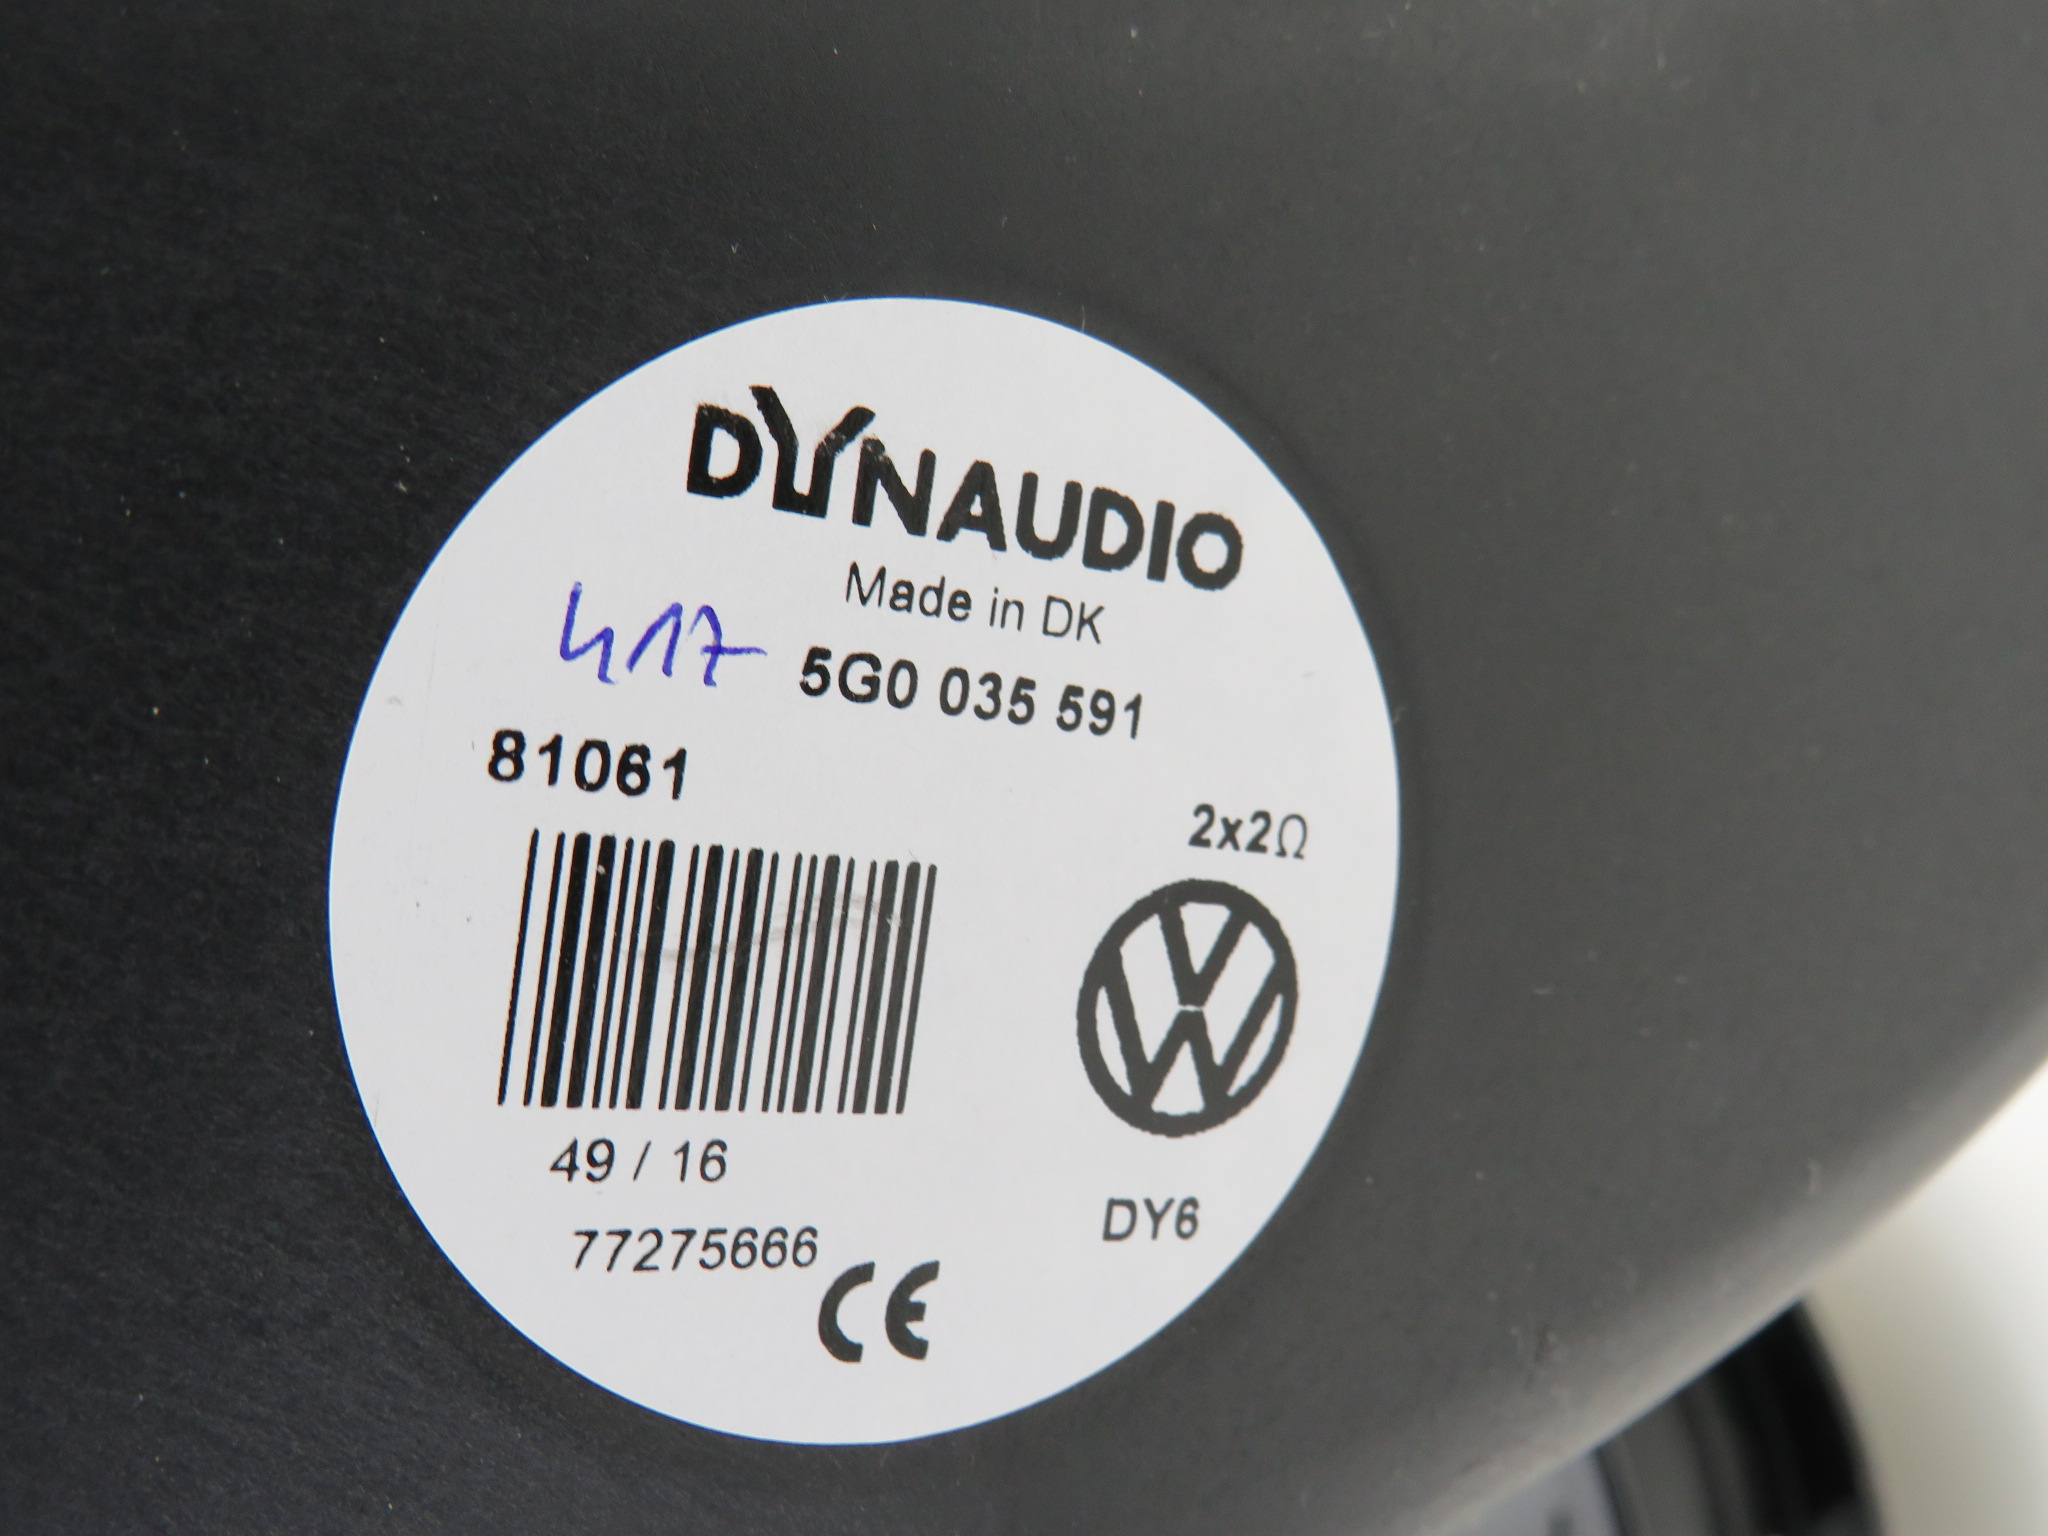 DYNAUDIO
Made in DK
417 5G0 035 591
81061
2x2Ω
49 / 16
DY6
77275666
CE